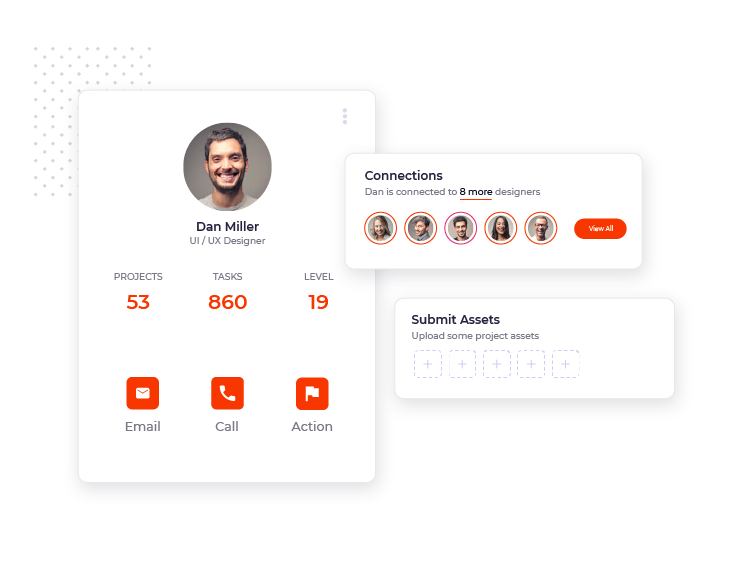 Dan Miller
UI / UX Designer
PROJECTS TASKS LEVEL
53 860 19
Email Call Action
Connections
Dan is connected to 8 more designers
View All
Submit Assets
Upload some project assets